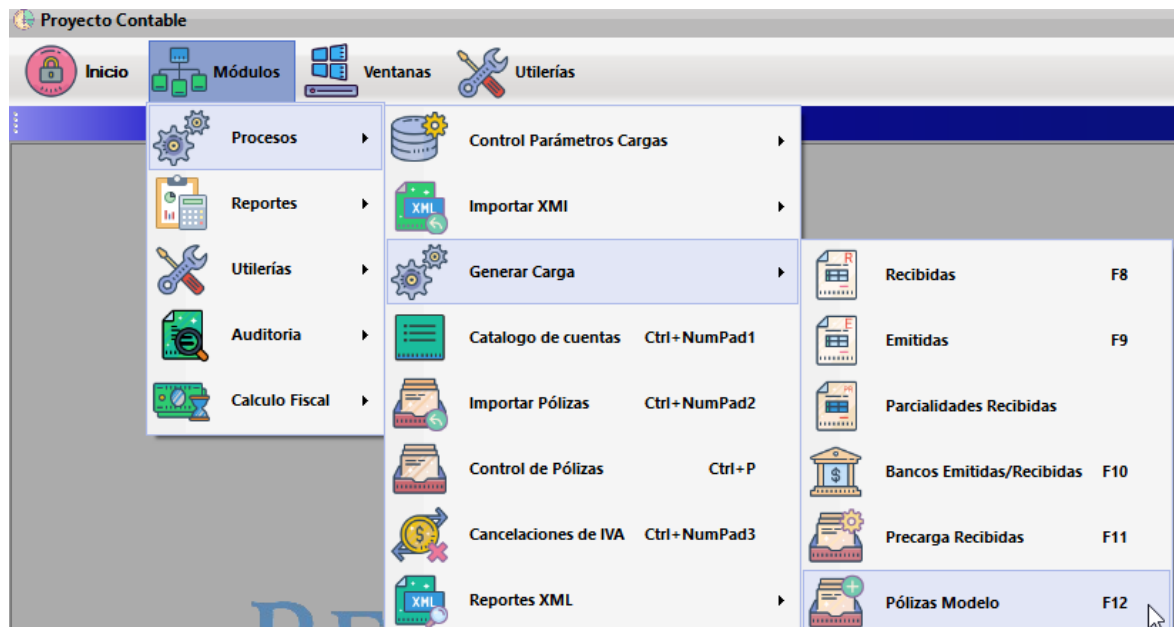 Proyecto Contable
Inicio Módulos Ventanas Utilerías
Procesos
Reportes
Utilerías
Auditoria
Calculo Fiscal
Control Parámetros Cargas
Importar XMl
Generar Carga
Catalogo de cuentas Ctrl+NumPad1
Importar Pólizas Ctrl+NumPad2
Control de Pólizas Ctrl+P
Cancelaciones de IVA Ctrl+NumPad3
Reportes XML
Recibidas F8
Emitidas F9
Parcialidades Recibidas
Bancos Emitidas/Recibidas F10
Precarga Recibidas F11
Pólizas Modelo F12